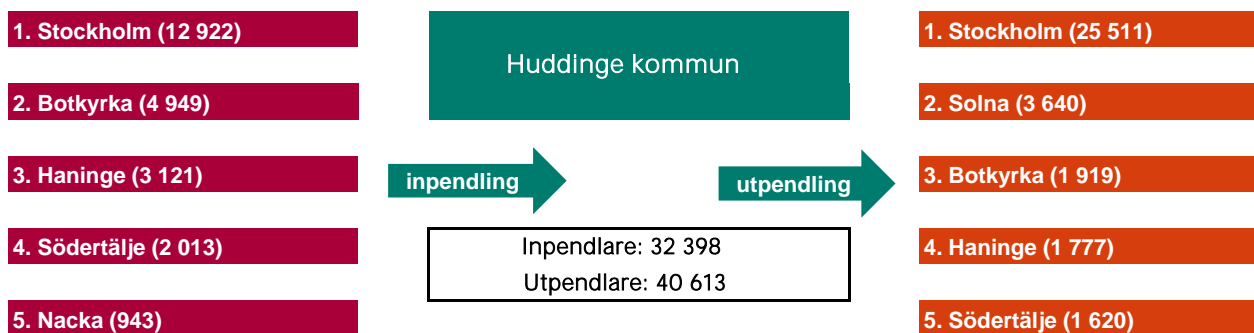 1. Stockholm (12 922)
2. Botkyrka (4 949)
3. Haninge (3 121)
4. Södertälje (2 013)
5. Nacka (943)
Huddinge kommun
inpendling
utpendling
Inpendlare: 32 398
Utpendlare: 40 613
1. Stockholm (25 511)
2. Solna (3 640)
3. Botkyrka (1 919)
4. Haninge (1 777)
5. Södertälje (1 620)